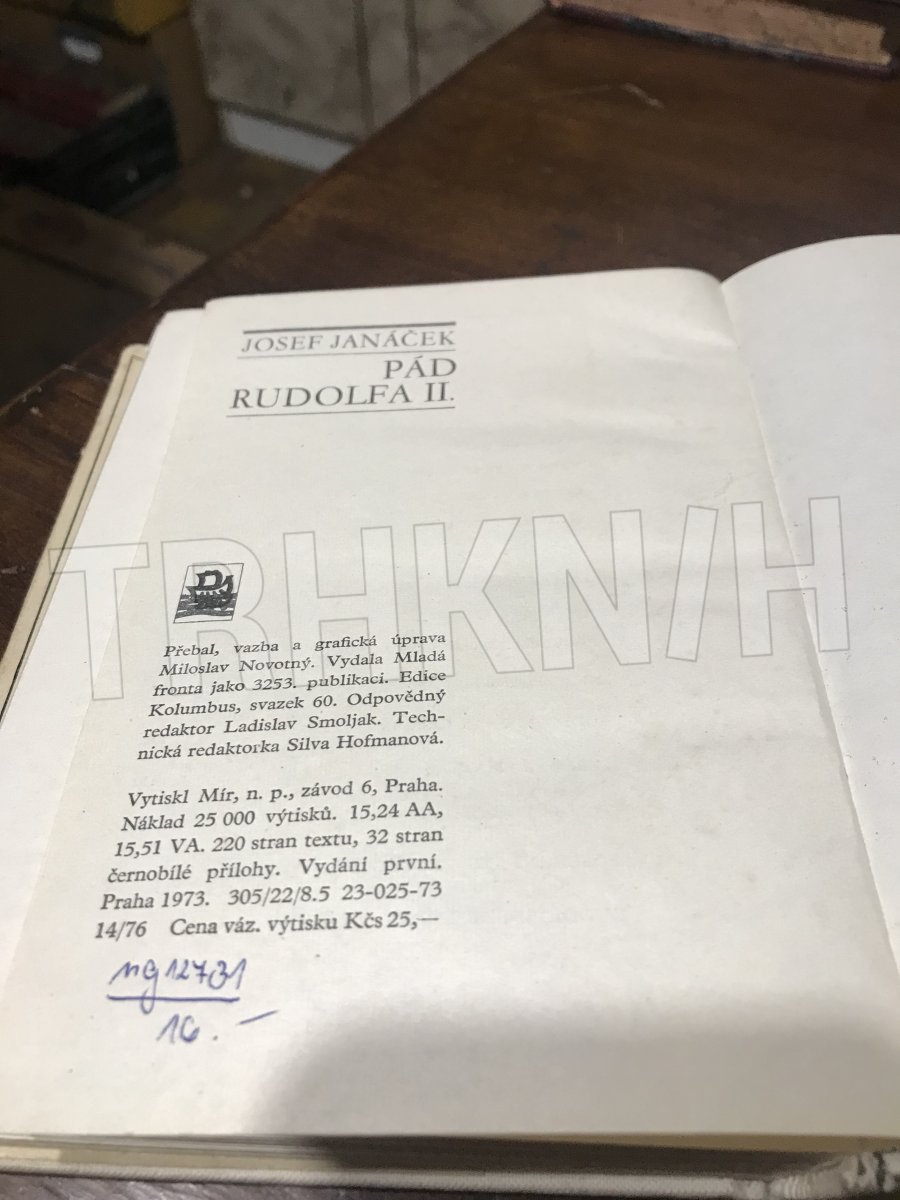 JOSEF JANÁČEK
PÁD
RUDOLFA II.
TRHKN/H
Přebal, vazba a grafická úprava
Miloslav Novotný. Vydala Mladá
fronta jako 3253. publikaci. Edice
Kolumbus, svazek 60. Odpovědný
redaktor Ladislav Smoljak. Tech-
nická redaktorka Silva Hofmanová.
Vytiskl Mír, n. p., závod 6, Praha.
Náklad 25 000 výtisků. 15,24 AA,
15,51 VA. 220 stran textu, 32 stran
černobílé přílohy. Vydání první.
Praha 1973. 305/22/8.5 23-025-73
14/76 Cena váz. výtisku Kčs 25,—
16.—